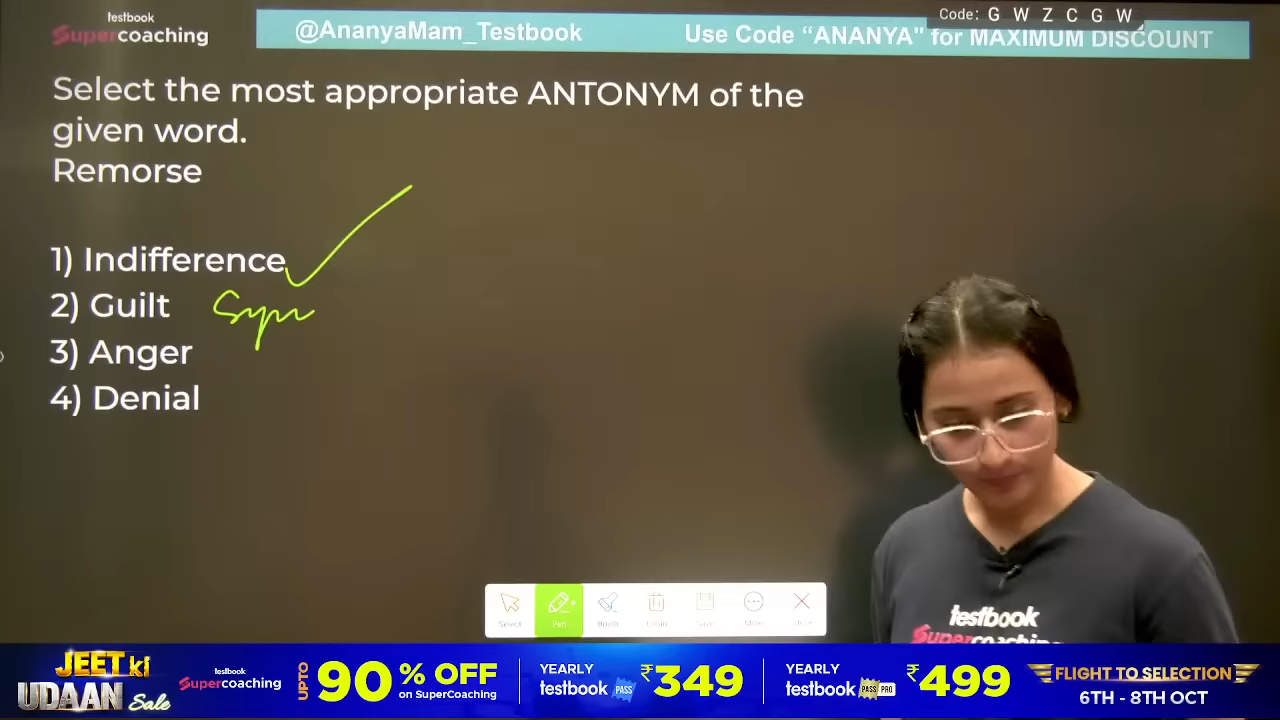 testbook
Supercoaching
@AnanyaMam_Testbook
Use Code “ANANYA" for MAXIMUM DISCOUNT
Code: G W Z C G W
Select the most appropriate ANTONYM of the
given word.
Remorse
1) Indifference
2) Guilt Syn
3) Anger
4) Denial
Select
Pen
More
testbook
Supercoaching
JEET ki
UDAAN Sale
testbook
Supercoaching
UPTO 90% OFF
on SuperCoaching
YEARLY
testbook PASS
₹349
YEARLY
testbook PASS PRO
₹499
FLIGHT TO SELECTION
6TH - 8TH OCT